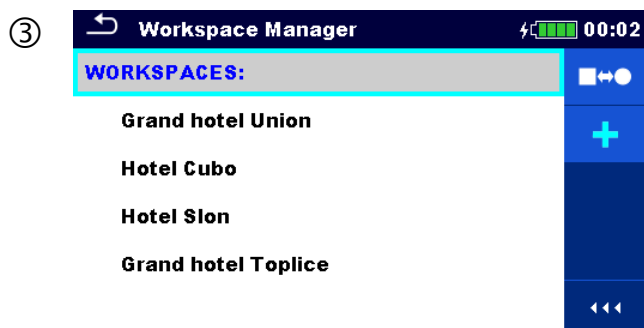 ③
Workspace Manager 00:02
WORKSPACES:
Grand hotel Union
Hotel Cubo
Hotel Slon
Grand hotel Toplice